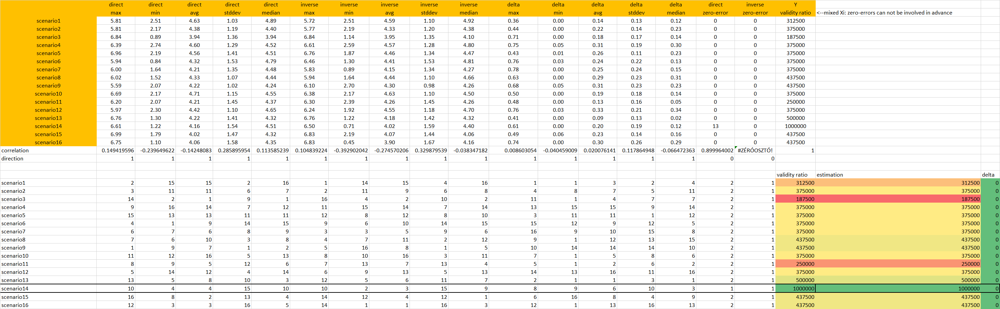 direct direct direct direct direct inverse inverse inverse inverse inverse delta delta delta delta delta direct inverse Y
max min avg stddev median max min avg stddev median max min avg stddev median zero-error zero-error validity ratio <--mixed Xi: zero-errors can not be involved in advance
scenario1 5.81 2.51 4.63 1.03 4.89 5.72 2.51 4.59 1.10 4.92 0.36 0.00 0.14 0.13 0.12 0 0 312500
scenario2 5.81 2.17 4.38 1.19 4.40 5.77 2.19 4.33 1.20 4.38 0.44 0.00 0.22 0.14 0.23 0 0 375000
scenario3 6.84 0.89 3.94 1.36 3.94 6.84 1.14 3.95 1.35 4.10 0.71 0.00 0.18 0.17 0.14 0 0 187500
scenario4 6.39 2.74 4.60 1.29 4.52 6.61 2.59 4.57 1.28 4.80 0.75 0.05 0.31 0.19 0.30 0 0 375000
scenario5 6.96 2.19 4.56 1.41 4.51 6.76 1.87 4.46 1.34 4.47 0.43 0.01 0.26 0.11 0.23 0 0 375000
scenario6 5.94 0.84 4.32 1.53 4.79 6.46 1.30 4.41 1.53 4.81 0.76 0.03 0.24 0.22 0.13 0 0 375000
scenario7 6.00 1.64 4.21 1.35 4.48 5.83 0.89 4.15 1.34 4.27 0.78 0.00 0.25 0.24 0.15 0 0 375000
scenario8 6.02 1.52 4.33 1.07 4.44 5.94 1.64 4.44 1.10 4.66 0.63 0.00 0.29 0.23 0.31 0 0 437500
scenario9 5.59 2.07 4.22 1.02 4.24 6.10 2.70 4.30 0.98 4.26 0.68 0.05 0.31 0.23 0.23 0 0 437500
scenario10 6.69 2.17 4.71 1.15 4.55 6.38 2.17 4.63 1.10 4.50 0.50 0.00 0.19 0.18 0.14 0 0 375000
scenario11 6.20 2.07 4.21 1.45 4.37 6.30 2.39 4.26 1.45 4.26 0.48 0.00 0.13 0.16 0.05 0 0 250000
scenario12 5.97 2.30 4.42 1.10 4.65 6.24 1.92 4.55 1.18 4.70 0.76 0.03 0.33 0.21 0.34 0 0 375000
scenario13 6.76 1.30 4.22 1.41 4.32 6.76 1.22 4.18 1.42 4.32 0.41 0.00 0.09 0.13 0.02 0 0 500000
scenario14 6.61 1.22 4.16 1.54 4.51 6.50 0.71 4.02 1.59 4.40 0.61 0.00 0.20 0.19 0.12 13 0 1000000
scenario15 6.99 1.79 4.02 1.47 4.32 6.83 2.19 4.07 1.44 4.06 0.49 0.06 0.23 0.14 0.16 0 0 437500
scenario16 6.75 1.10 4.06 1.58 4.35 6.83 0.45 3.90 1.67 4.16 0.74 0.00 0.30 0.26 0.29 0 0 437500
correlation 0.149419596 -0.239649622 -0.14248083 0.285895954 0.113585239 0.104839224 -0.392902042 -0.274570206 0.329879539 -0.038347182 0.008603054 -0.040459009 0.020076141 0.117864948 -0.066472363 0.899964002 #ZÉRÓOSZTÓ! 1
direction 1 1 1 1 1 1 1 1 1 1 1 1 1 1 1 0 0
validity ratio estimation delta
scenario1 2 15 15 2 16 1 14 15 4 16 1 1 3 2 4 2 1 312500 312500 0
scenario2 3 11 11 6 7 2 11 9 6 8 4 8 7 5 11 2 1 375000 375000 0
scenario3 14 2 1 9 1 16 4 2 10 2 11 1 4 7 7 2 1 187500 187500 0
scenario4 9 16 14 7 12 11 15 14 7 14 13 15 15 9 14 2 1 375000 375000 0
scenario5 15 13 13 11 11 12 8 12 8 10 3 11 11 1 12 2 1 375000 375000 0
scenario6 4 1 9 14 15 9 6 10 14 15 15 12 9 12 5 2 1 375000 375000 0
scenario7 6 7 6 8 9 3 3 5 9 6 16 9 10 15 8 2 1 375000 375000 0
scenario8 7 6 10 3 8 4 7 11 2 12 9 1 12 13 15 2 1 437500 437500 0
scenario9 1 9 7 1 2 5 16 8 1 5 10 14 14 14 10 2 1 437500 437500 0
scenario10 11 12 16 5 13 8 10 16 3 11 7 1 5 8 6 2 1 375000 375000 0
scenario11 8 9 5 12 6 7 13 7 13 4 5 1 2 6 2 2 1 250000 250000 0
scenario12 5 14 12 4 14 6 9 13 5 13 14 13 16 11 16 2 1 375000 375000 0
scenario13 13 5 8 10 3 12 5 6 11 7 2 1 1 3 1 2 1 500000 500000 0
scenario14 10 4 4 15 10 10 2 3 15 9 8 9 6 10 3 1 1 1000000 1000000 0
scenario15 16 8 2 13 4 14 12 4 12 1 6 16 8 4 9 2 1 437500 437500 0
scenario16 12 3 3 16 5 14 1 1 16 3 12 1 13 16 13 2 1 437500 437500 0